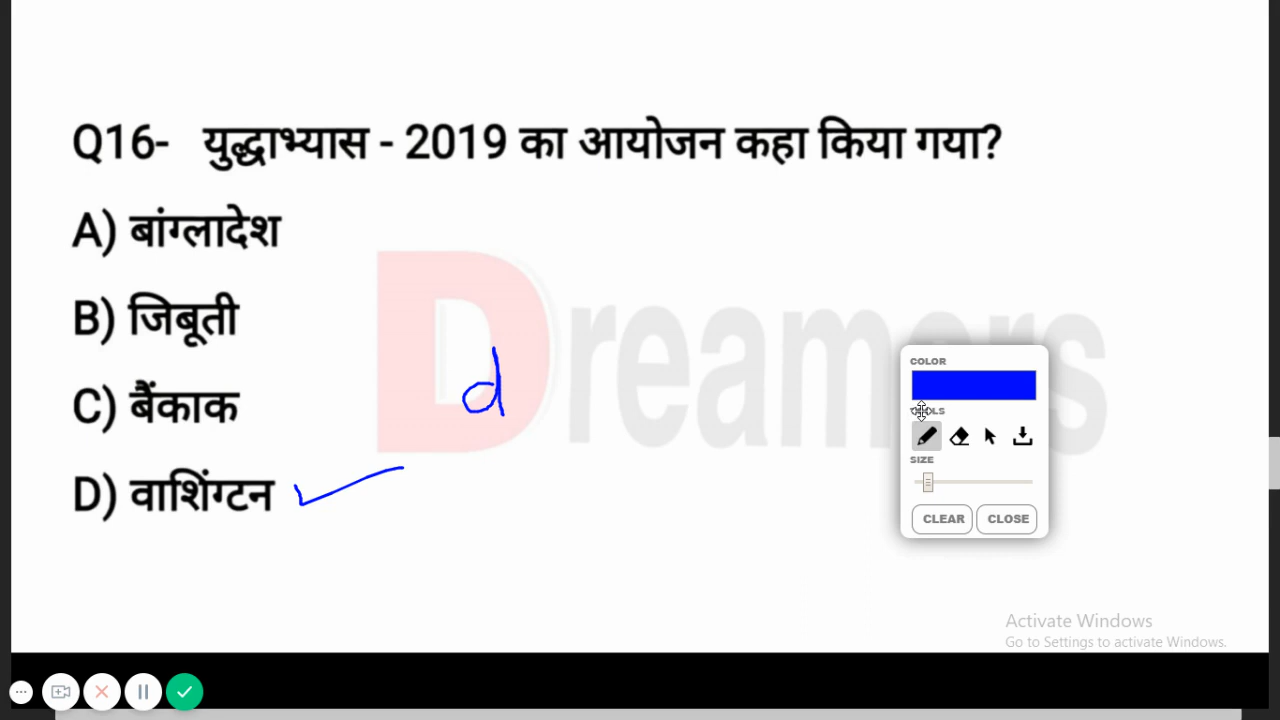 Q16- युद्धाभ्यास - 2019 का आयोजन कहा किया गया?
A) बांग्लादेश
B) जिबूती
C) बैंकाक
D) वाशिंग्टन
d
Dreamers
COLOR
TOOLS
SIZE
CLEAR CLOSE
Activate Windows
Go to Settings to activate Windows.